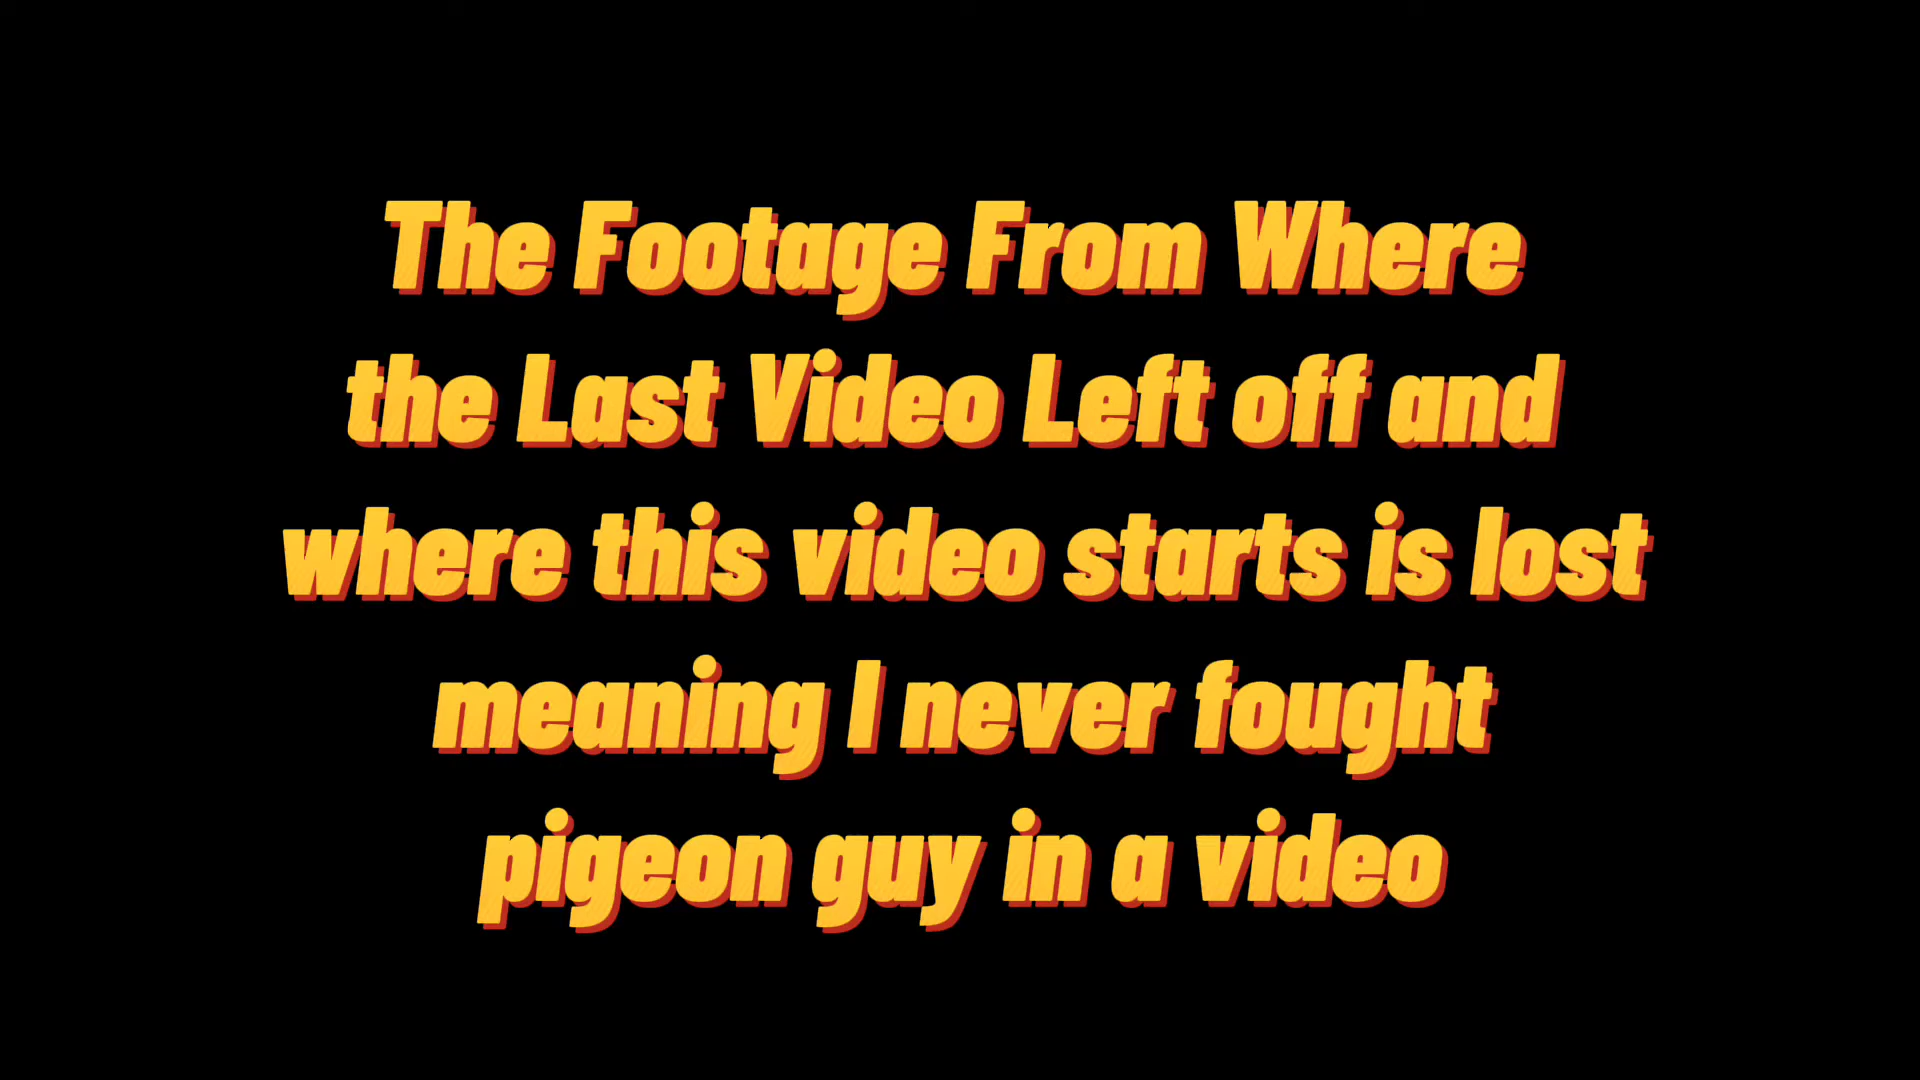 The Footage From Where
the Last Video Left off and
where this video starts is lost
meaning I never fought
pigeon guy in a video